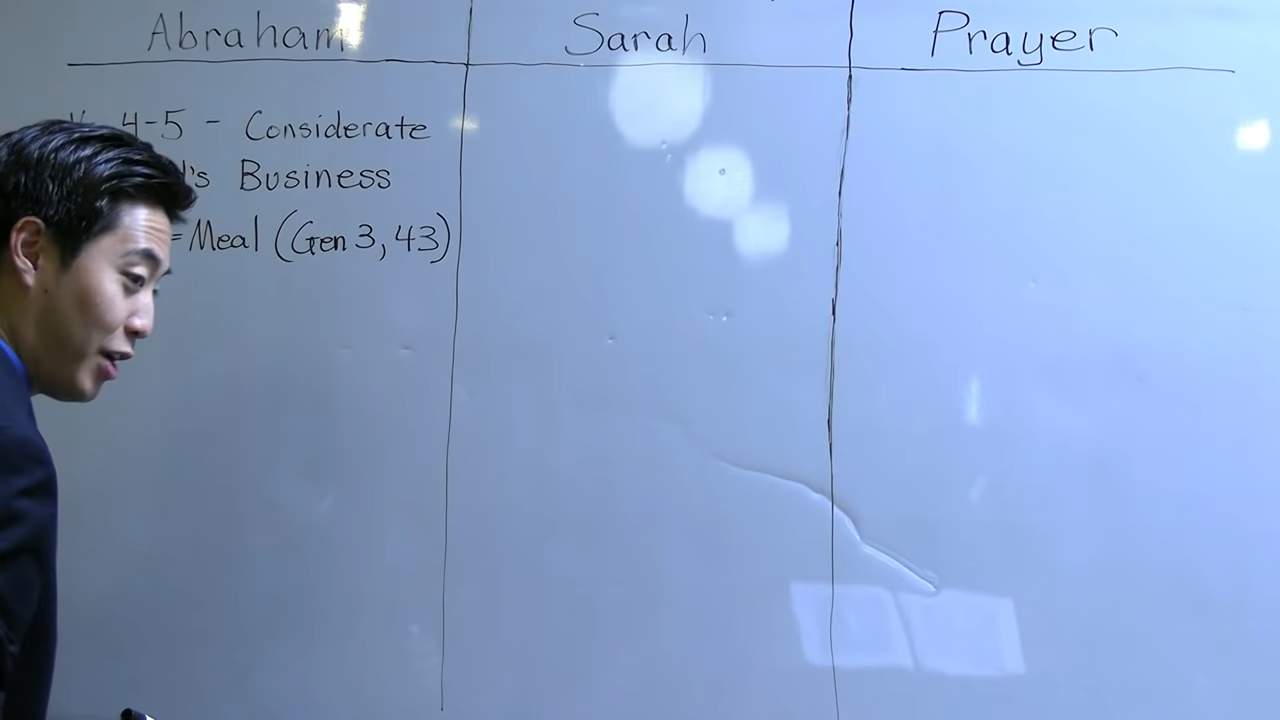 Abraham Sarah Prayer
4-5 - Considerate
Business
= Meal (Gen 3, 43)